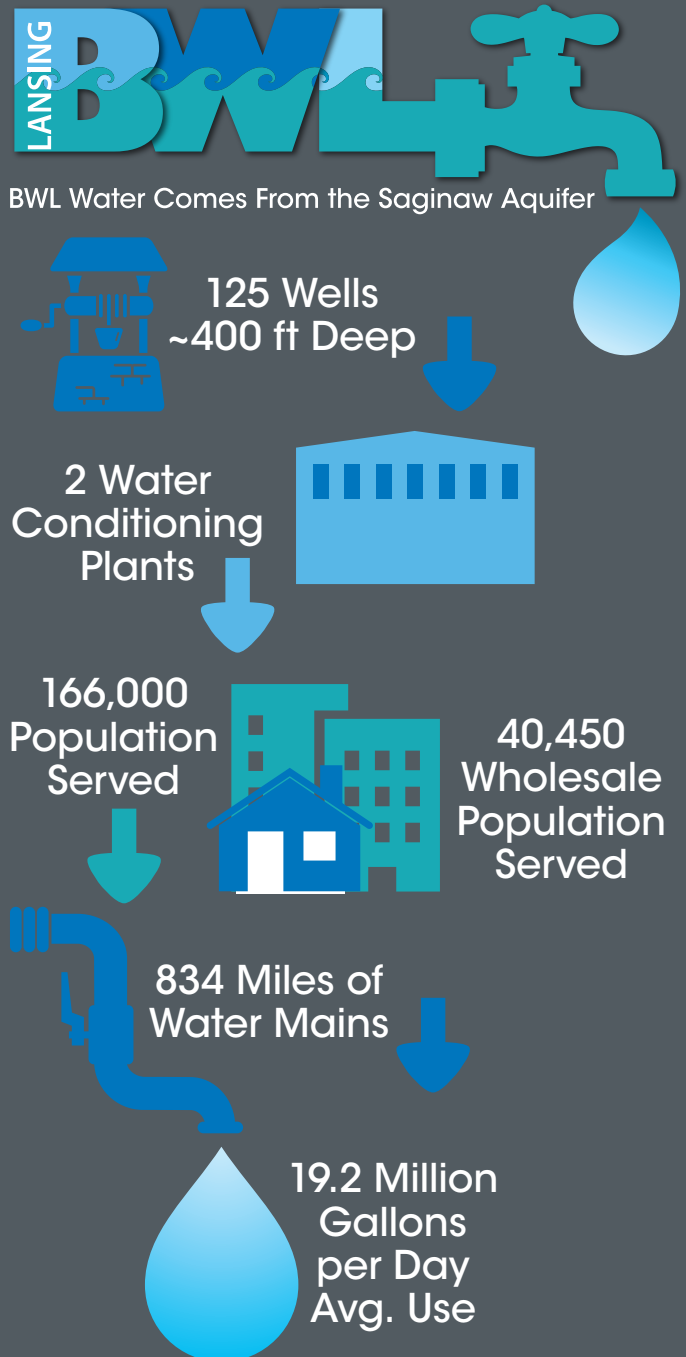 LANSING
BWL
BWL Water Comes From the Saginaw Aquifer
125 Wells
~400 ft Deep
2 Water
Conditioning
Plants
166,000
Population
Served
40,450
Wholesale
Population
Served
834 Miles of
Water Mains
19.2 Million
Gallons
per Day
Avg. Use